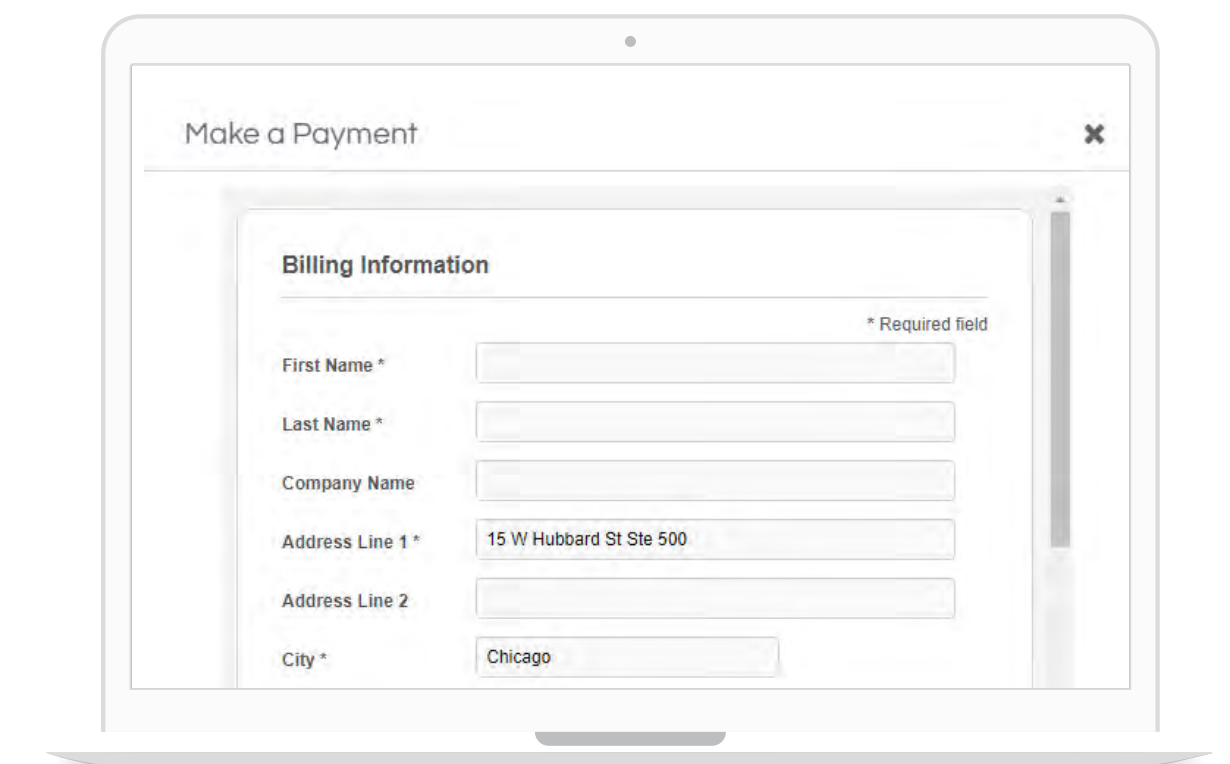 Make a Payment
Billing Information
* Required field
First Name *
Last Name *
Company Name
Address Line 1 * 15 W Hubbard St Ste 500
Address Line 2
City * Chicago